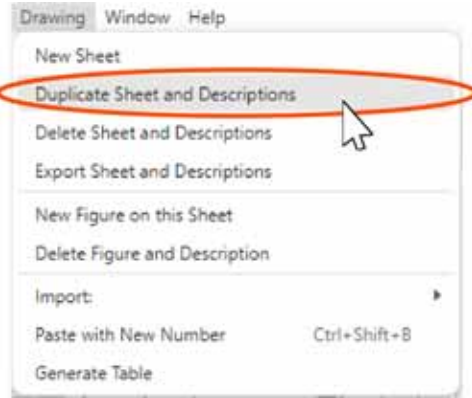 Drawing Window Help
New Sheet
Duplicate Sheet and Descriptions
Delete Sheet and Descriptions
Export Sheet and Descriptions
New Figure on this Sheet
Delete Figure and Description
Import:
Paste with New Number Ctrl+Shift+B
Generate Table